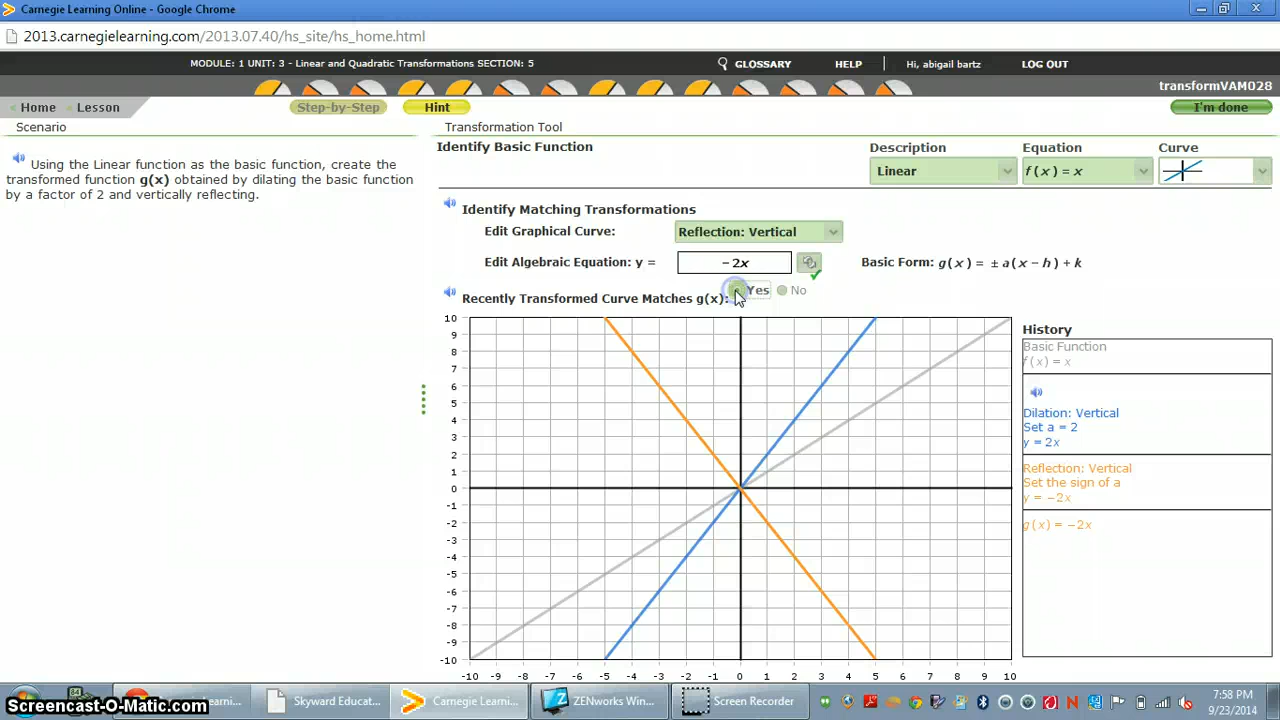 Carnegie Learning Online - Google Chrome
2013.carnegielearning.com/2013.07.40/hs_site/hs_home.html
MODULE: 1 UNIT: 3 - Linear and Quadratic Transformations SECTION: 5
GLOSSARY
HELP
Hi, abigail bartz
LOG OUT
transformVAM028
Home
Lesson
Step-by-Step
Hint
I'm done
Scenario
Transformation Tool
Using the Linear function as the basic function, create the
transformed function g(x) obtained by dilating the basic function
by a factor of 2 and vertically reflecting.
Identify Basic Function
Description
Equation
Curve
Linear
f(x) = x
Identify Matching Transformations
Edit Graphical Curve:
Reflection: Vertical
Edit Algebraic Equation: y =
−2x
Basic Form: g(x) = ± a(x − h) + k
Recently Transformed Curve Matches g(x):
Yes
No
10
9
8
7
6
5
4
3
2
1
0
-1
-2
-3
-4
-5
-6
-7
-8
-9
-10
-10 -9 -8 -7 -6 -5 -4 -3 -2 -1 0 1 2 3 4 5 6 7 8 9 10
History
Basic Function
f(x) = x
Dilation: Vertical
Set a = 2
y = 2x
Reflection: Vertical
Set the sign of a
y = −2x
g(x) = −2x
84
Carnegie Learni...
Skyward Educat...
Carnegie Learni...
ZENworks Win...
Screen Recorder
7:58 PM
9/23/2014
Screencast-O-Matic.com